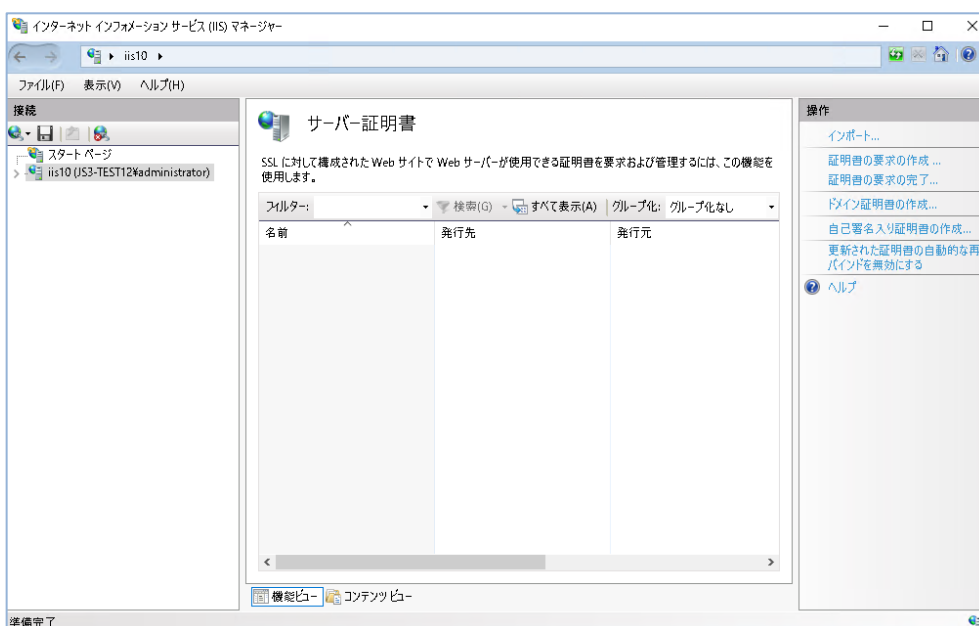 インターネット インフォメーション サービス (IIS) マネージャー
iis10
ファイル(F) 表示(V) ヘルプ(H)
接続
スタート ページ
iis10 (JS3-TEST12¥administrator)
サーバー証明書
SSL に対して構成された Web サイトで Web サーバーが使用できる証明書を要求および管理するには、この機能を
使用します。
フィルター: 検索(G) すべて表示(A) グループ化: グループ化なし
名前 発行先 発行元
機能ビュー コンテンツ ビュー
操作
インポート...
証明書の要求の作成 ...
証明書の要求の完了...
ドメイン証明書の作成...
自己署名入り証明書の作成...
更新された証明書の自動的な再
バインドを無効にする
ヘルプ
準備完了